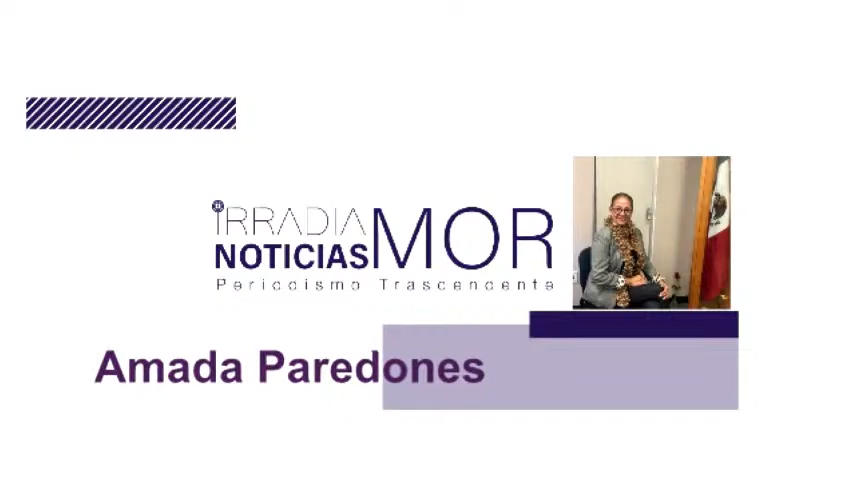 IRRADIA MOR
NOTICIAS
Periodismo Trascendente
Amada Paredones